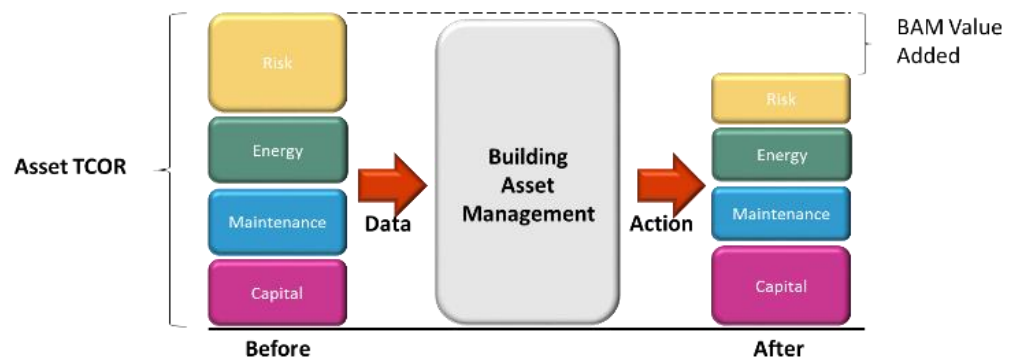 BAM Value
Added
Risk
Risk
Energy
Energy
Asset TCOR
Building
Asset
Management
Maintenance
Data
Action
Maintenance
Capital
Capital
Before
After